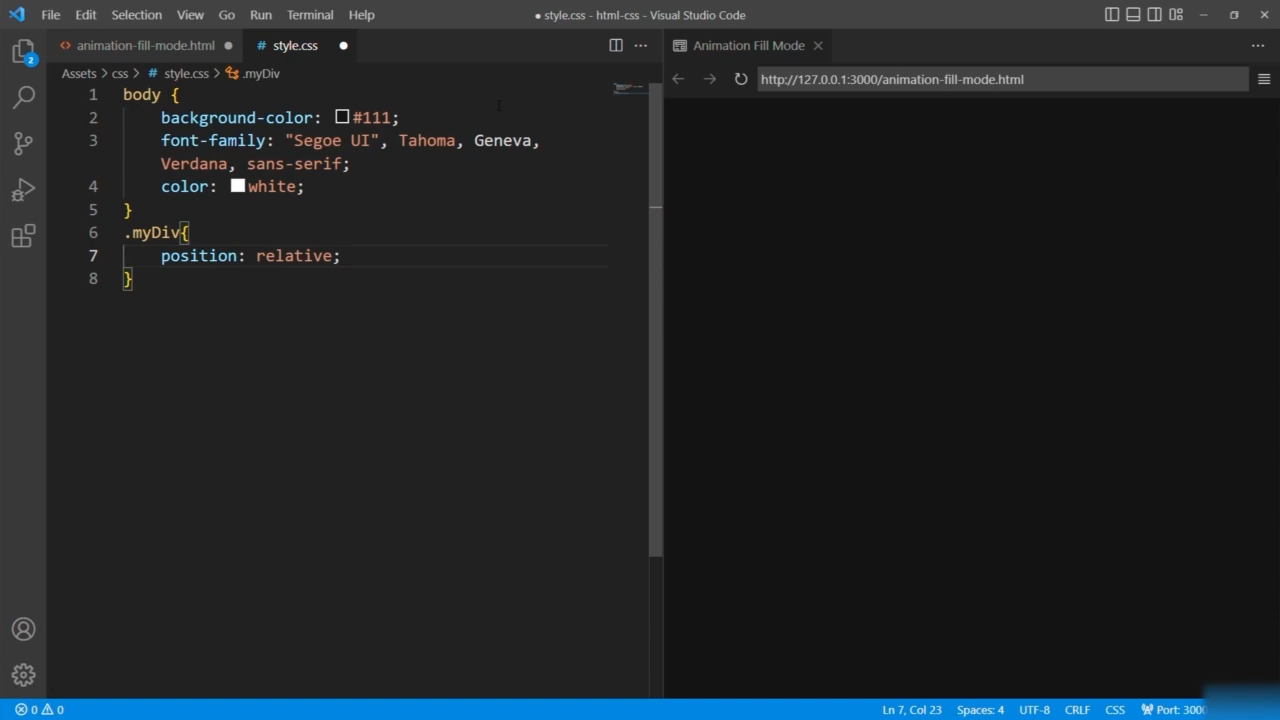 File Edit Selection View Go Run Terminal Help
● style.css - html-css - Visual Studio Code
animation-fill-mode.html
# style.css
Animation Fill Mode
Assets > css > # style.css > .myDiv
http://127.0.0.1:3000/animation-fill-mode.html
2
1 body {
2 background-color: #111;
3 font-family: "Segoe UI", Tahoma, Geneva,
Verdana, sans-serif;
4 color: white;
5 }
6 .myDiv{
7 position: relative;
8 }
0 0
Ln 7, Col 23 Spaces: 4 UTF-8 CRLF CSS Port: 3000